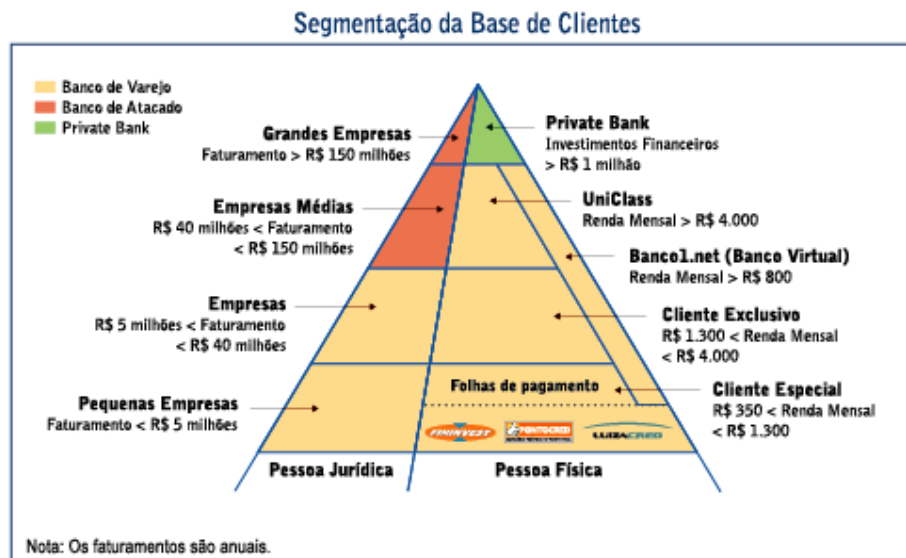 Segmentação da Base de Clientes
Banco de Varejo
Banco de Atacado
Private Bank
Grandes Empresas
Faturamento > R$ 150 milhões
Private Bank
Investimentos Financeiros
> R$ 1 milhão
Empresas Médias
R$ 40 milhões < Faturamento
< R$ 150 milhões
UniClass
Renda Mensal > R$ 4.000
Banco1.net (Banco Virtual)
Renda Mensal > R$ 800
Empresas
R$ 5 milhões < Faturamento
< R$ 40 milhões
Cliente Exclusivo
R$ 1.300 < Renda Mensal
< R$ 4.000
Pequenas Empresas
Faturamento < R$ 5 milhões
Folhas de pagamento
Cliente Especial
R$ 350 < Renda Mensal
< R$ 1.300
FININVEST
PONTOCRED
LUIZACRED
Pessoa Jurídica
Pessoa Física
Nota: Os faturamentos são anuais.